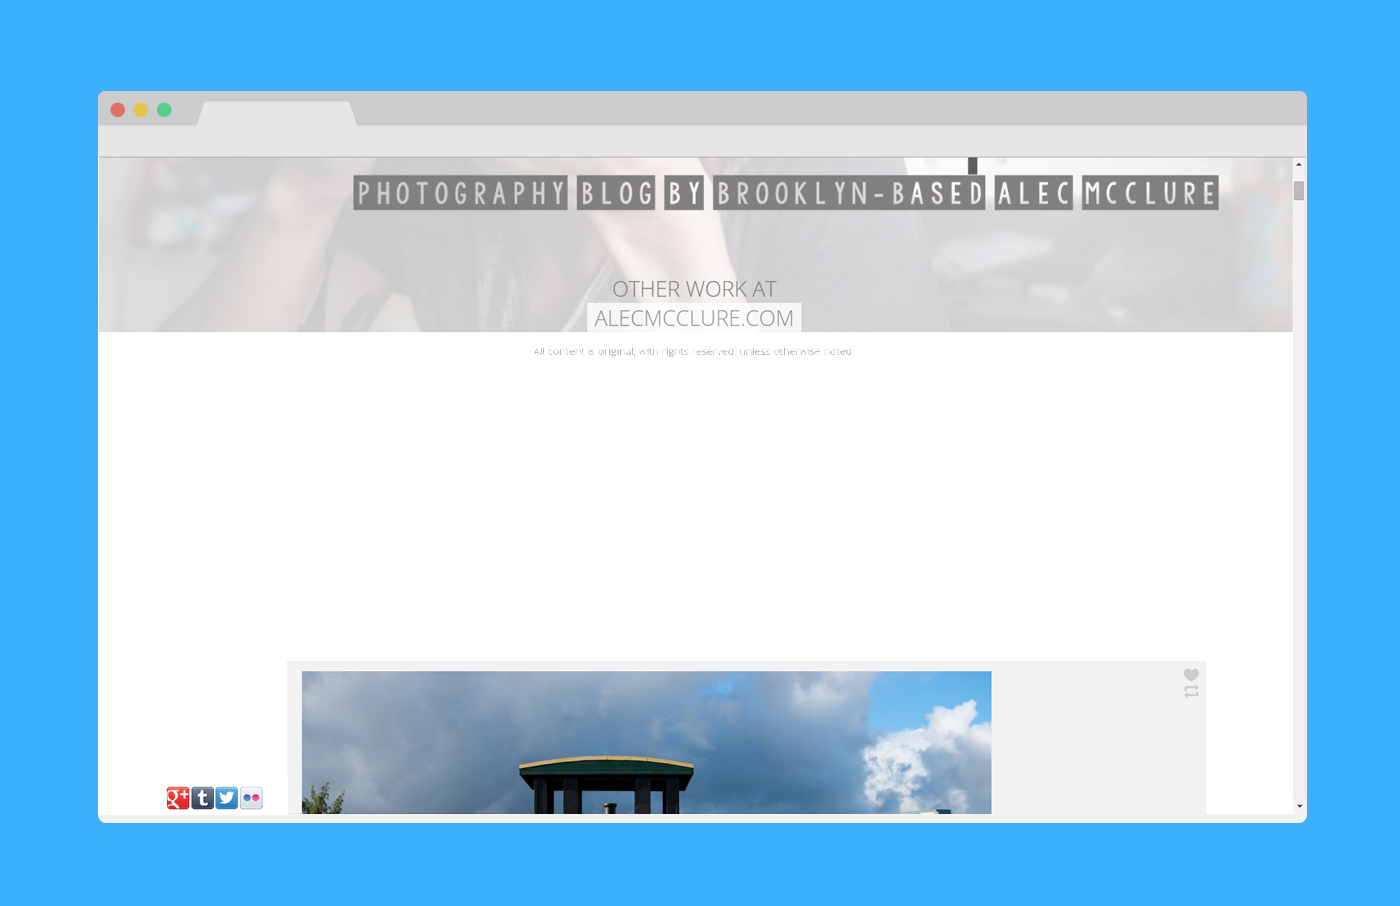 PHOTOGRAPHY BLOG BY BROOKLYN-BASED ALEC MCCLURE
OTHER WORK AT
ALECMCCLURE.COM
All content is original, with rights reserved, unless otherwise noted.
g+ t